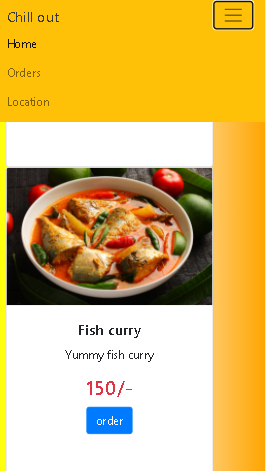 Chill out
Home
Orders
Location
Fish curry
Yummy fish curry
150/-
order